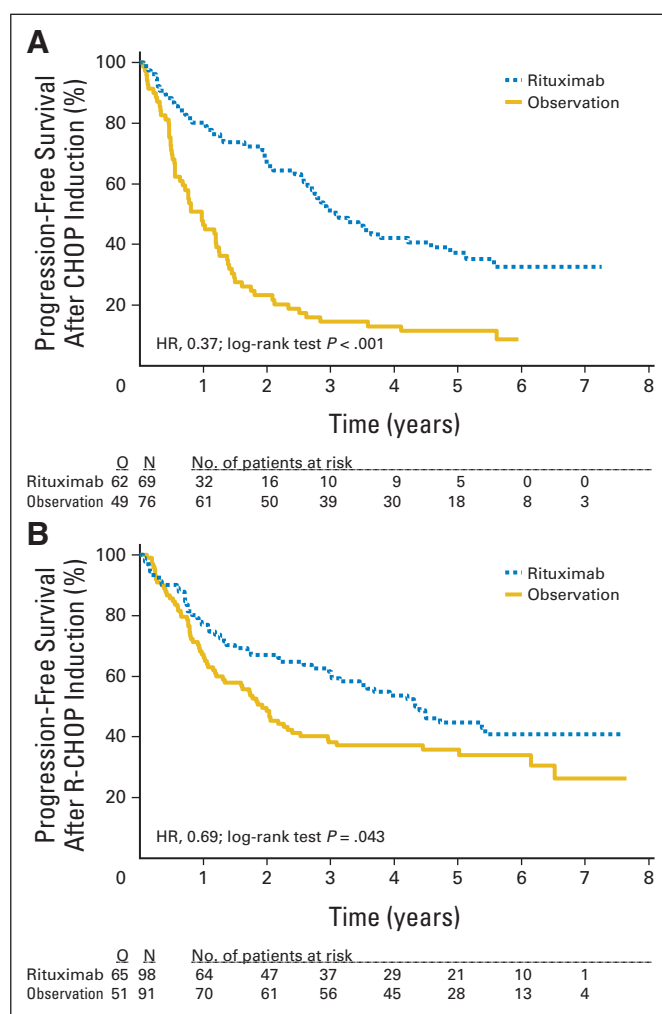 A
Progression-Free Survival
After CHOP Induction (%)
100
80
60
40
20
0
Rituximab
Observation
HR, 0.37; log-rank test P < .001
1 2 3 4 5 6 7 8
Time (years)
O N No. of patients at risk
Rituximab 62 69 32 16 10 9 5 0 0
Observation 49 76 61 50 39 30 18 8 3
B
Progression-Free Survival
After R-CHOP Induction (%)
100
80
60
40
20
0
Rituximab
Observation
HR, 0.69; log-rank test P = .043
1 2 3 4 5 6 7 8
Time (years)
O N No. of patients at risk
Rituximab 65 98 64 47 37 29 21 10 1
Observation 51 91 70 61 56 45 28 13 4